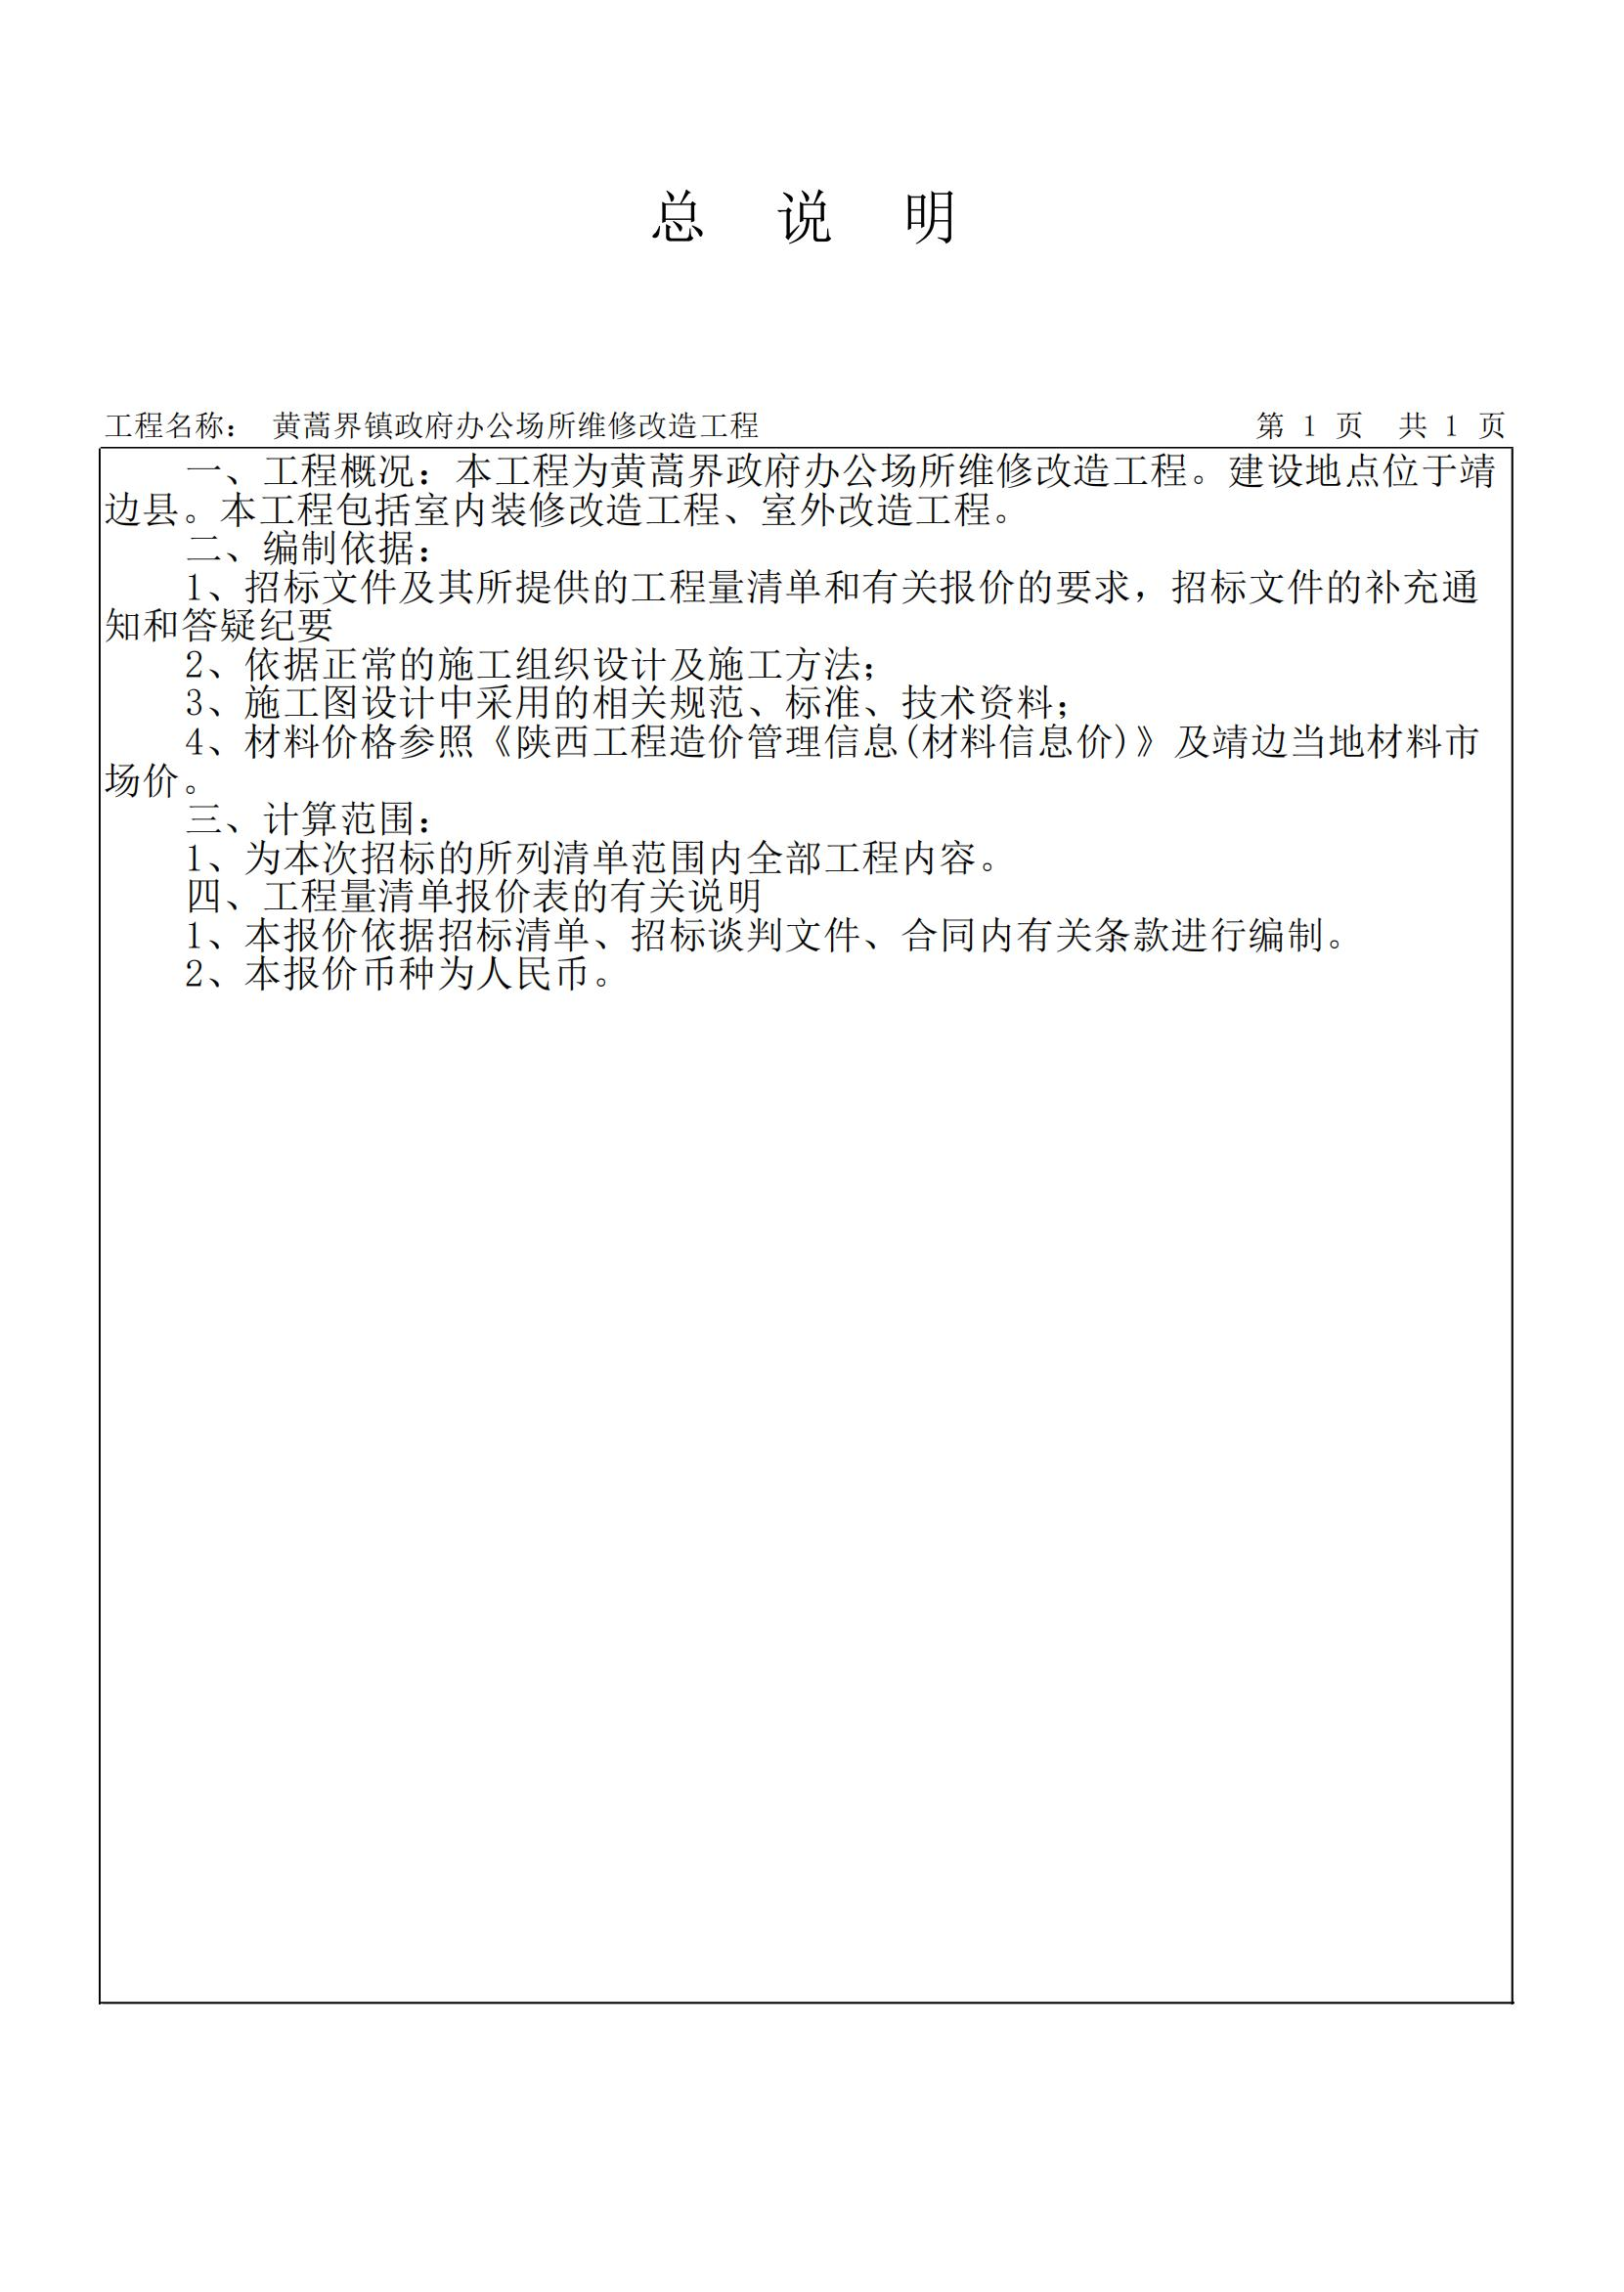 总 说 明
工程名称： 黄蒿界镇政府办公场所维修改造工程 第 1 页 共 1 页
一、工程概况：本工程为黄蒿界政府办公场所维修改造工程。建设地点位于靖
边县。本工程包括室内装修改造工程、室外改造工程。
二、编制依据：
1、招标文件及其所提供的工程量清单和有关报价的要求，招标文件的补充通
知和答疑纪要
2、依据正常的施工组织设计及施工方法；
3、施工图设计中采用的相关规范、标准、技术资料；
4、材料价格参照《陕西工程造价管理信息(材料信息价)》及靖边当地材料市
场价。
三、计算范围：
1、为本次招标的所列清单范围内全部工程内容。
四、工程量清单报价表的有关说明
1、本报价依据招标清单、招标谈判文件、合同内有关条款进行编制。
2、本报价币种为人民币。